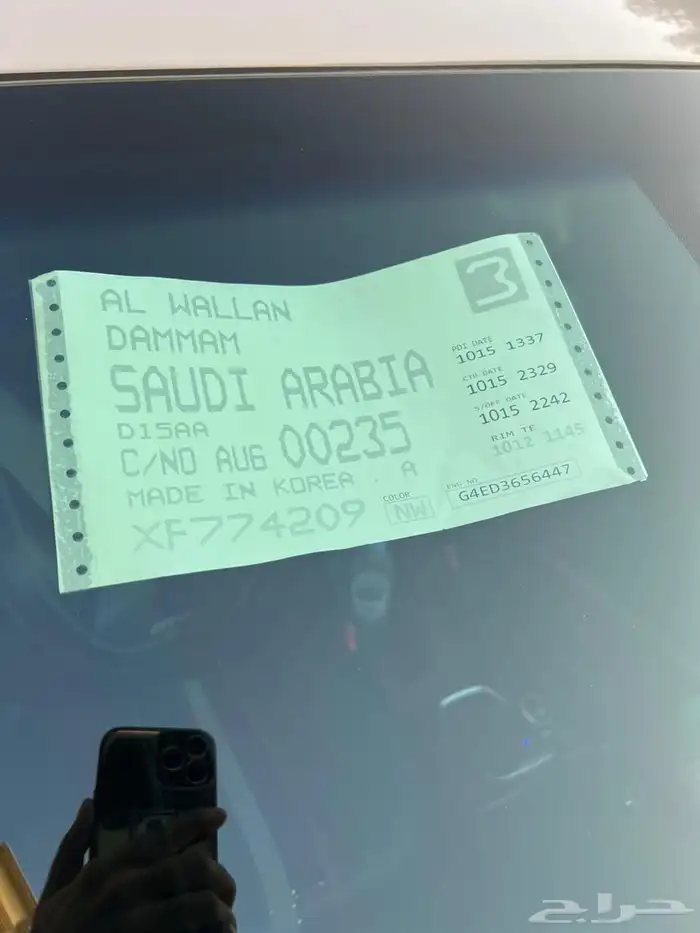 3
AL WALLAN
DAMMAM
SAUDI ARABIA
D15AA
C/NO AUG 00235
MADE IN KOREA . A
XF774209
PDI DATE
1015 1337
CTR DATE
1015 2329
S/OFF DATE
1015 2242
RIM TE
1012 1145
COLOR
NW
ENG NO
G4ED3656447
حراج